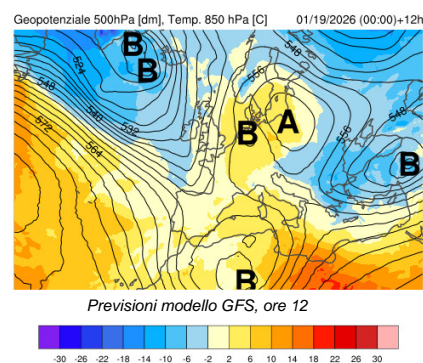 Geopotenziale 500hPa [dm], Temp. 850 hPa [C] 01/19/2026 (00:00)+12h
B
B
548
524
548
556
540
532
548
572
564
B
A
556
B
B
Previsioni modello GFS, ore 12
-30 -26 -22 -18 -14 -10 -6 -2 2 6 10 14 18 22 26 30